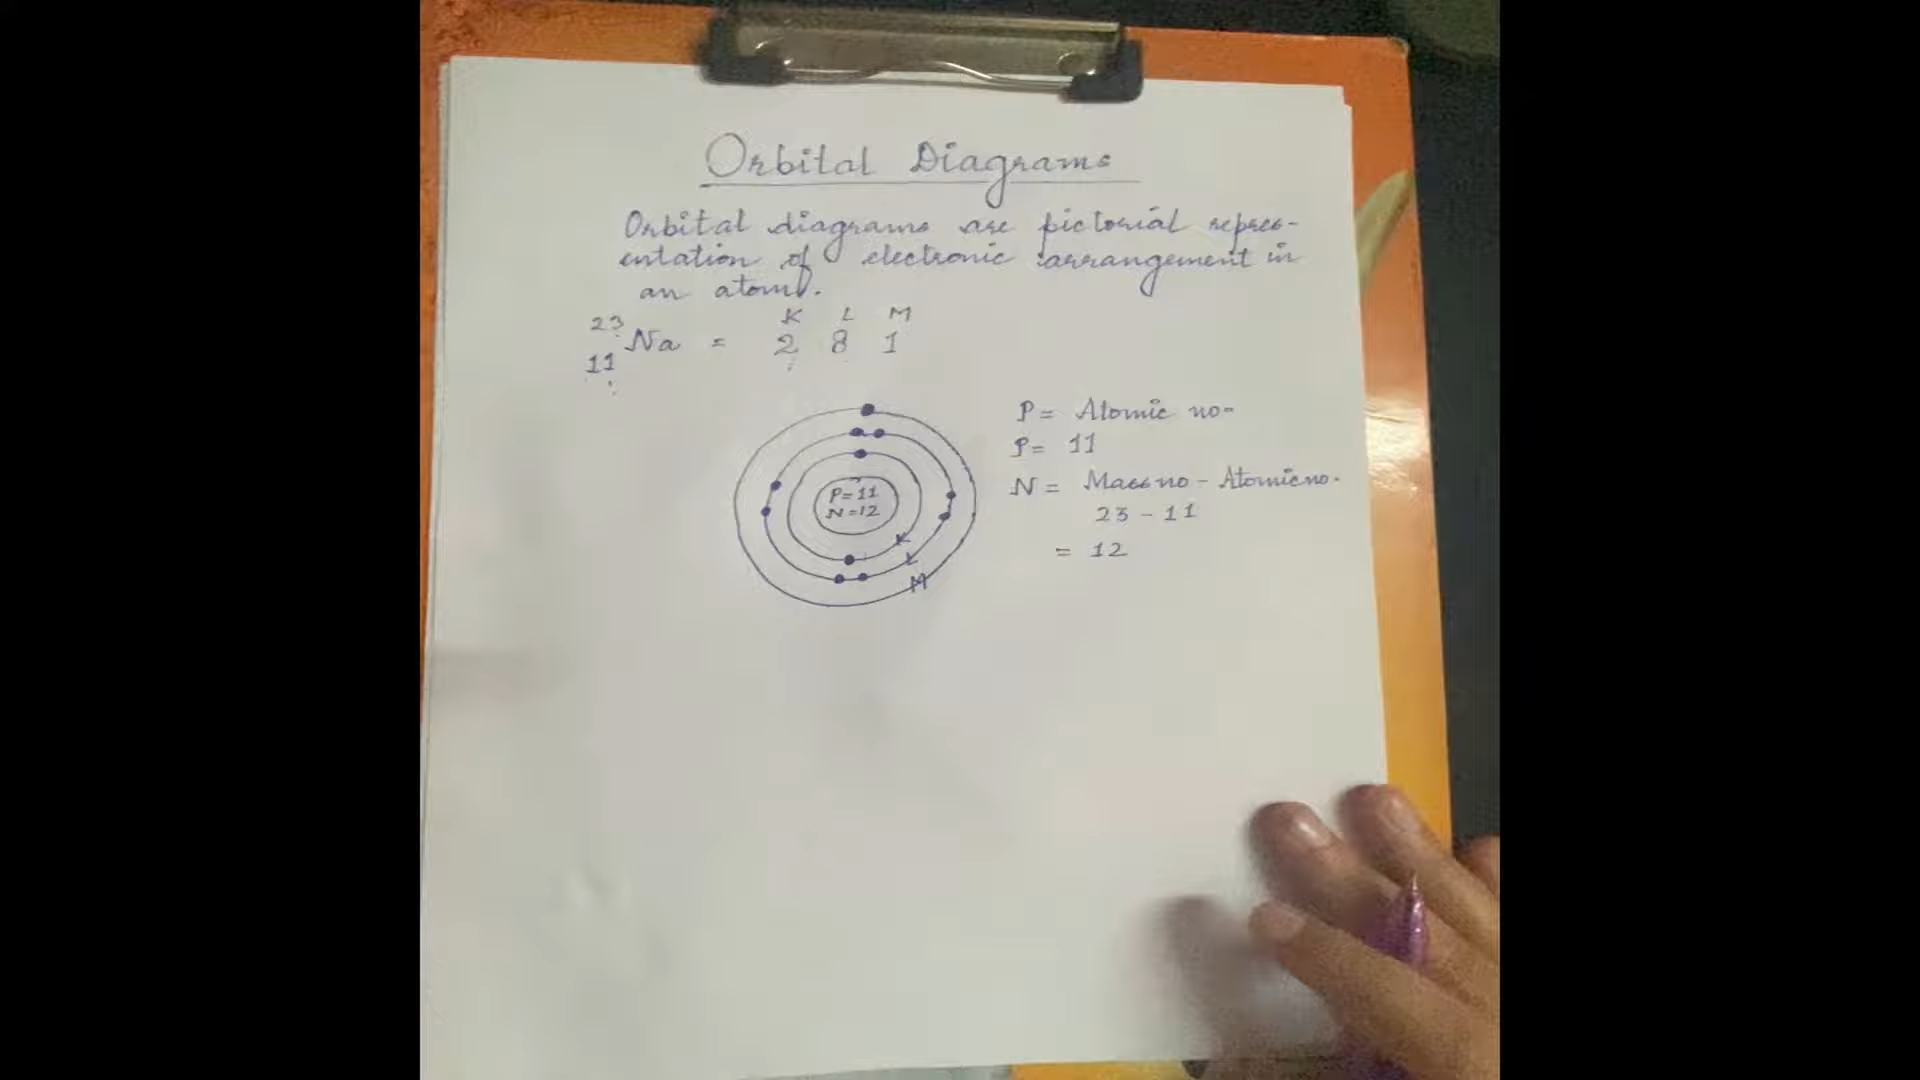 Orbital Diagrams
Orbital diagrams are pictorial repres-
entation of electronic arrangement in
an atom.
K L M
23
Na = 2 8 1
11
P = Atomic no-
P = 11
N = Mass no - Atomic no.
23 - 11
= 12
P=11
N=12
K
L
M